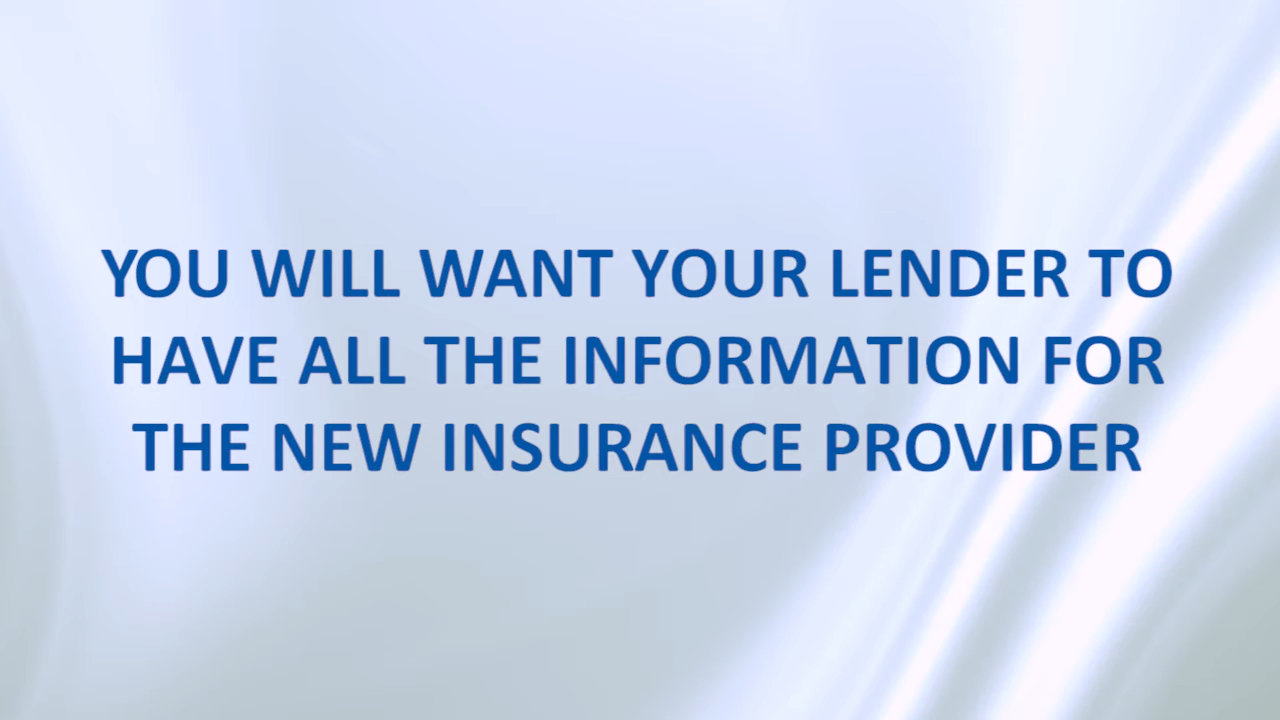 YOU WILL WANT YOUR LENDER TO
HAVE ALL THE INFORMATION FOR
THE NEW INSURANCE PROVIDER